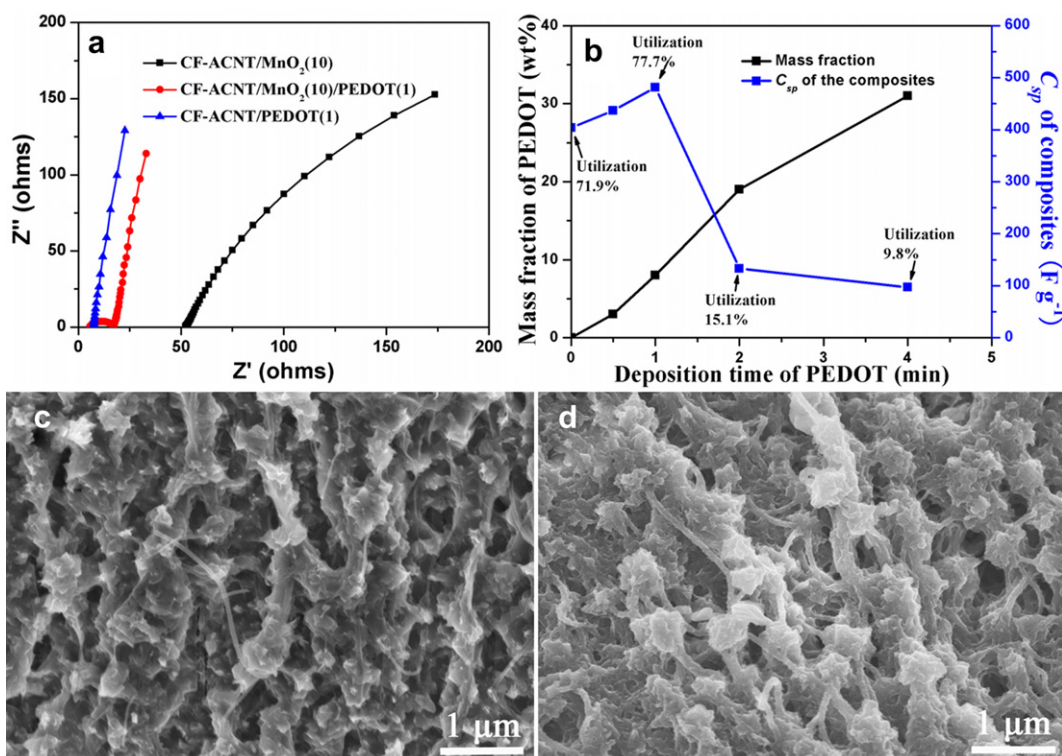 a
CF-ACNT/MnO₂(10)
CF-ACNT/MnO₂(10)/PEDOT(1)
CF-ACNT/PEDOT(1)
200
150
100
50
0
Z'' (ohms)
0
50
100
150
200
Z' (ohms)
b
Utilization
77.7%
Mass fraction
C_sp of the composites
Utilization
71.9%
Utilization
15.1%
Utilization
9.8%
40
30
20
10
0
Mass fraction of PEDOT (wt%)
600
500
400
300
200
100
0
C_sp of composites (F g⁻¹)
0
1
2
3
4
5
Deposition time of PEDOT (min)
c
1 μm
d
1 μm